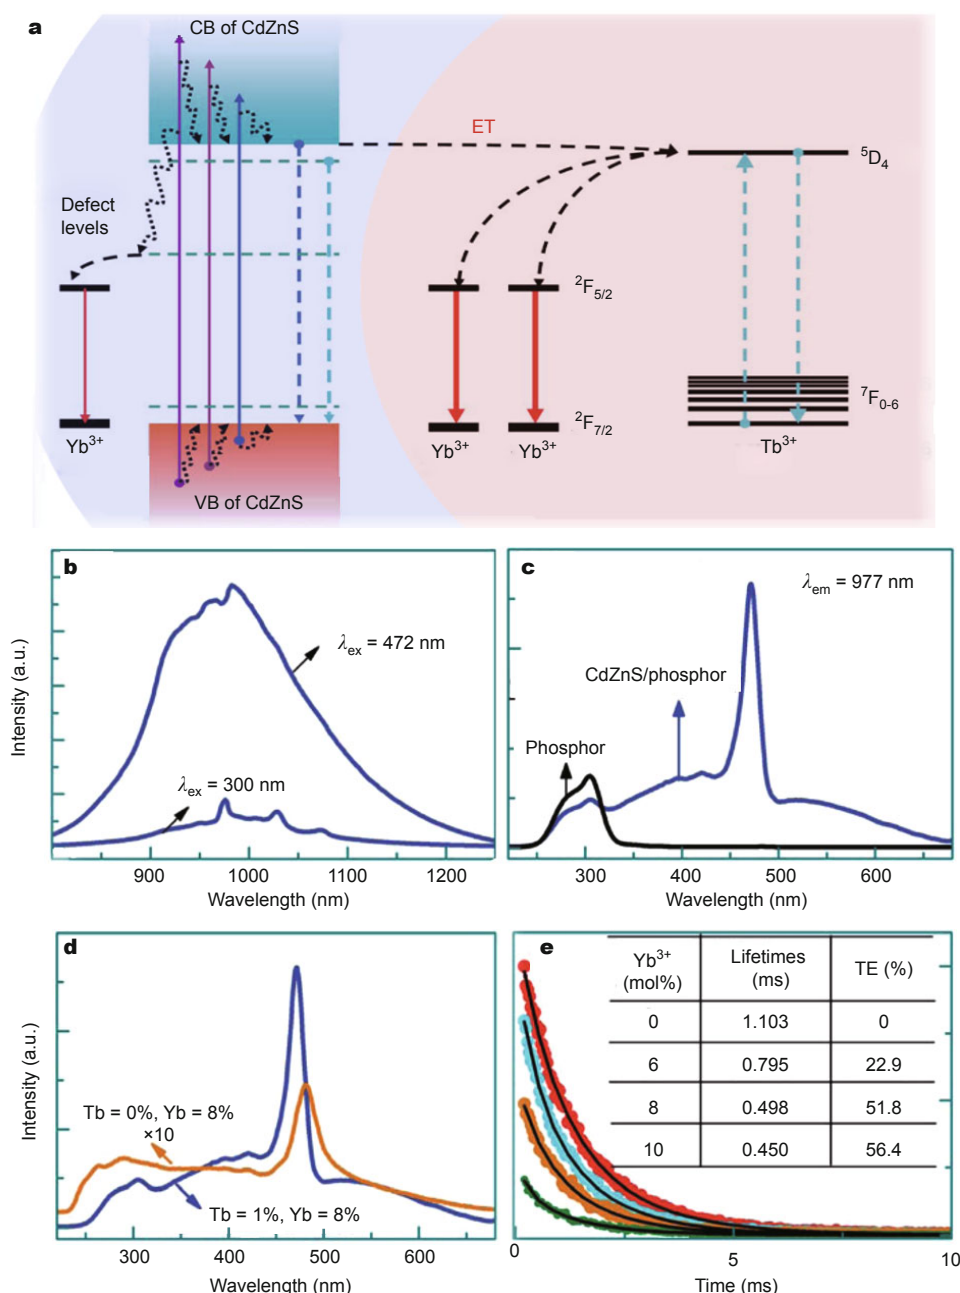 a
CB of CdZnS
ET
⁵D₄
Defect
levels
²F₅/₂
⁷F₀₋₆
²F₇/₂
Yb³⁺
Yb³⁺
Yb³⁺
Tb³⁺
VB of CdZnS
b
λex = 472 nm
λex = 300 nm
Intensity (a.u.)
900
1000
1100
1200
Wavelength (nm)
c
λem = 977 nm
CdZnS/phosphor
Phosphor
300
400
500
600
Wavelength (nm)
d
Tb = 0%, Yb = 8%
×10
Tb = 1%, Yb = 8%
Intensity (a.u.)
300
400
500
600
Wavelength (nm)
e
Yb³⁺ (mol%) Lifetimes (ms) TE (%)
0 1.103 0
6 0.795 22.9
8 0.498 51.8
10 0.450 56.4
0
5
10
Time (ms)